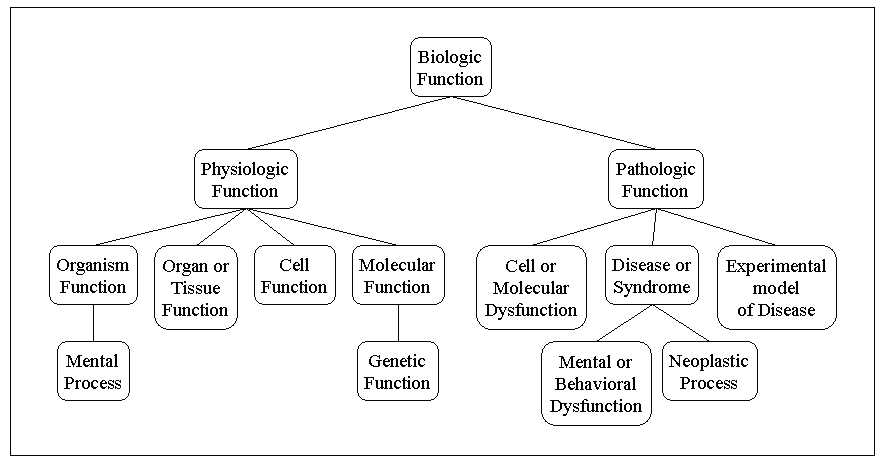 Biologic
Function
Physiologic
Function
Pathologic
Function
Organism
Function
Organ or
Tissue
Function
Cell
Function
Molecular
Function
Cell or
Molecular
Dysfunction
Disease or
Syndrome
Experimental
model
of Disease
Mental
Process
Genetic
Function
Mental or
Behavioral
Dysfunction
Neoplastic
Process